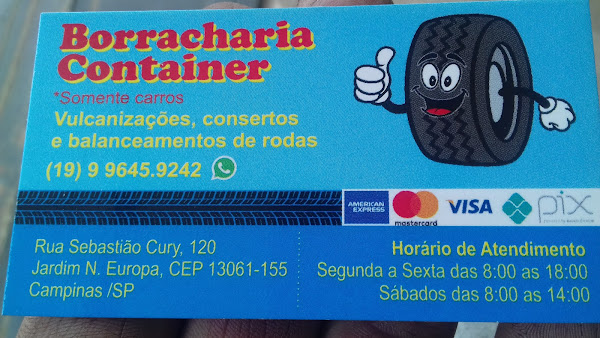 Borracharia
Container
*Somente carros
Vulcanizações, consertos
e balanceamentos de rodas
(19) 9 9645.9242
AMERICAN
EXPRESS
mastercard
VISA
pix
Rua Sebastião Cury, 120
Jardim N. Europa, CEP 13061-155
Campinas /SP
Horário de Atendimento
Segunda a Sexta das 8:00 as 18:00
Sábados das 8:00 as 14:00